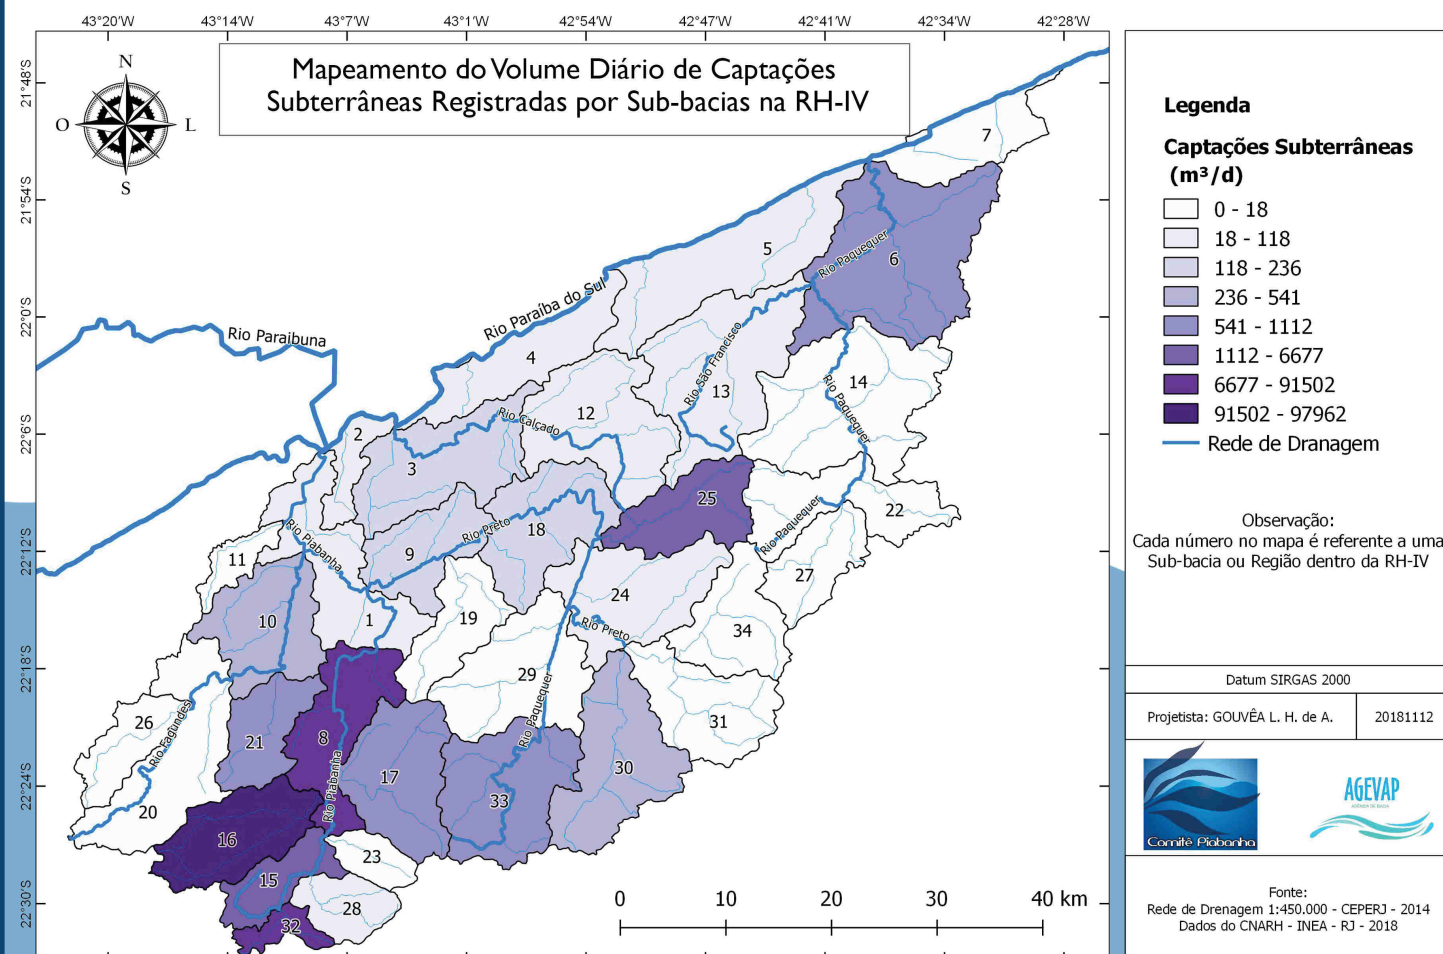 43°20'W 43°14'W 43°7'W 43°1'W 42°54'W 42°47'W 42°41'W 42°34'W 42°28'W
Mapeamento do Volume Diário de Captações
Subterrâneas Registradas por Sub-bacias na RH-IV
N
O
L
S
21°48'S
21°54'S
22°0'S
22°6'S
22°12'S
22°18'S
22°24'S
22°30'S
7
5
6
Rio Paquequer
Rio Paraíba do Sul
Rio Paraibuna
4
Rio São Francisco
13
14
Rio Paquequer
12
Rio Calçado
2
3
25
22
Rio Paquequer
Rio Preto
18
9
Rio Piabanha
11
27
24
10
1
19
Rio Preto
34
29
26
Rio Fagundes
21
8
Rio Paquequer
31
30
17
Rio Piabanha
33
20
16
23
15
28
32
0 10 20 30 40 km
Legenda
Captações Subterrâneas
(m³/d)
0 - 18
18 - 118
118 - 236
236 - 541
541 - 1112
1112 - 6677
6677 - 91502
91502 - 97962
Rede de Dranagem
Observação:
Cada número no mapa é referente a uma
Sub-bacia ou Região dentro da RH-IV
Datum SIRGAS 2000
Projetista: GOUVÊA L. H. de A. 20181112
Comitê Piabanha
AGEVAP
Fonte:
Rede de Drenagem 1:450.000 - CEPERJ - 2014
Dados do CNARH - INEA - RJ - 2018